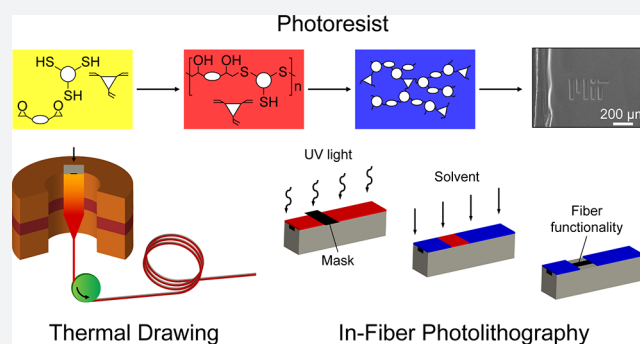 Photoresist
HS
SH
SH
O
O
OH
OH
S
S
SH
n
MIT
200 µm
UV light
Mask
Solvent
Fiber
functionality
Thermal Drawing
In-Fiber Photolithography